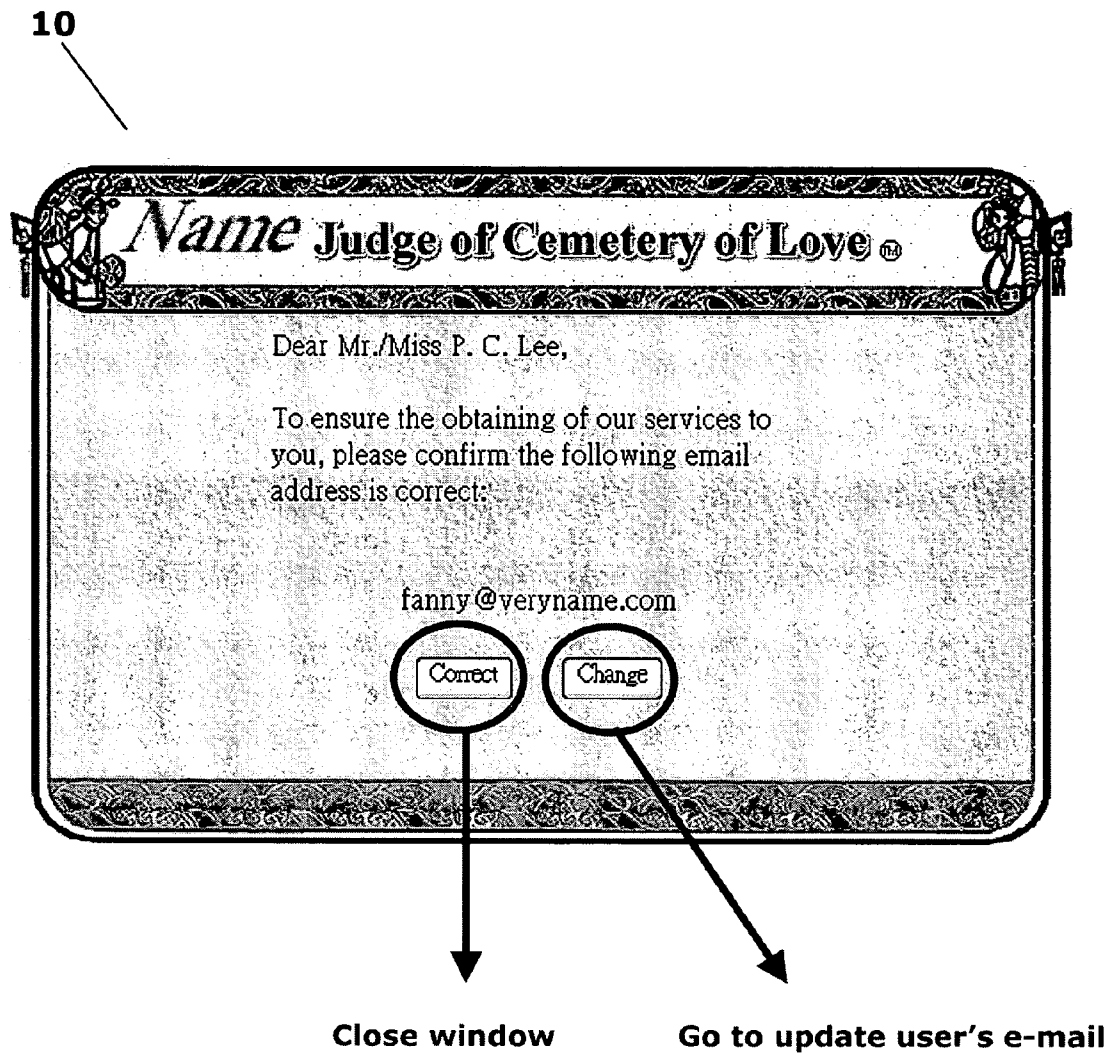 10
Name Judge of Cemetery of Love ®
Dear Mr./Miss P. C. Lee,
To ensure the obtaining of our services to
you, please confirm the following email
address is correct:
fanny@veryname.com
Correct Change
Close window Go to update user's e-mail